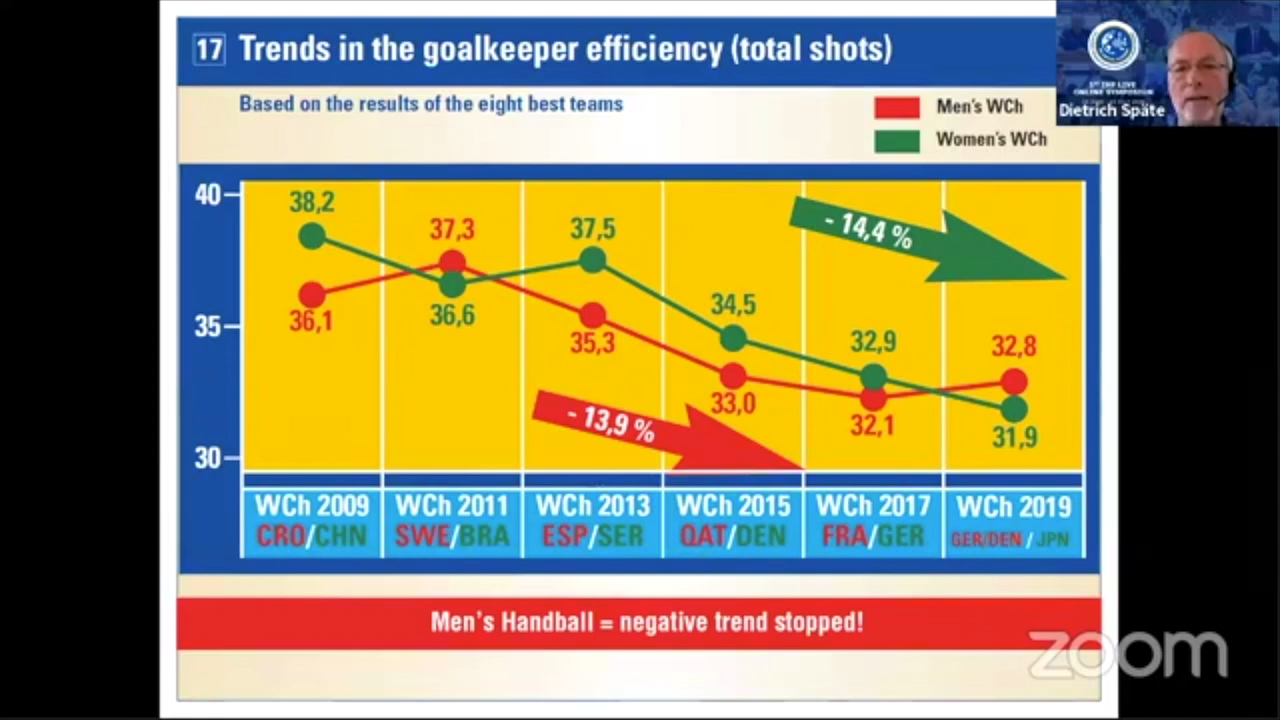 17 Trends in the goalkeeper efficiency (total shots)
Based on the results of the eight best teams
Men's WCh
Women's WCh
ONLINE SYMPOSIUM
Dietrich Späte
40
35
30
38,2
37,3
37,5
36,1
36,6
35,3
34,5
33,0
32,9
32,1
32,8
31,9
- 14,4 %
- 13,9 %
WCh 2009
CRO/CHN
WCh 2011
SWE/BRA
WCh 2013
ESP/SER
WCh 2015
QAT/DEN
WCh 2017
FRA/GER
WCh 2019
GER/DEN / JPN
Men's Handball = negative trend stopped!
zoom